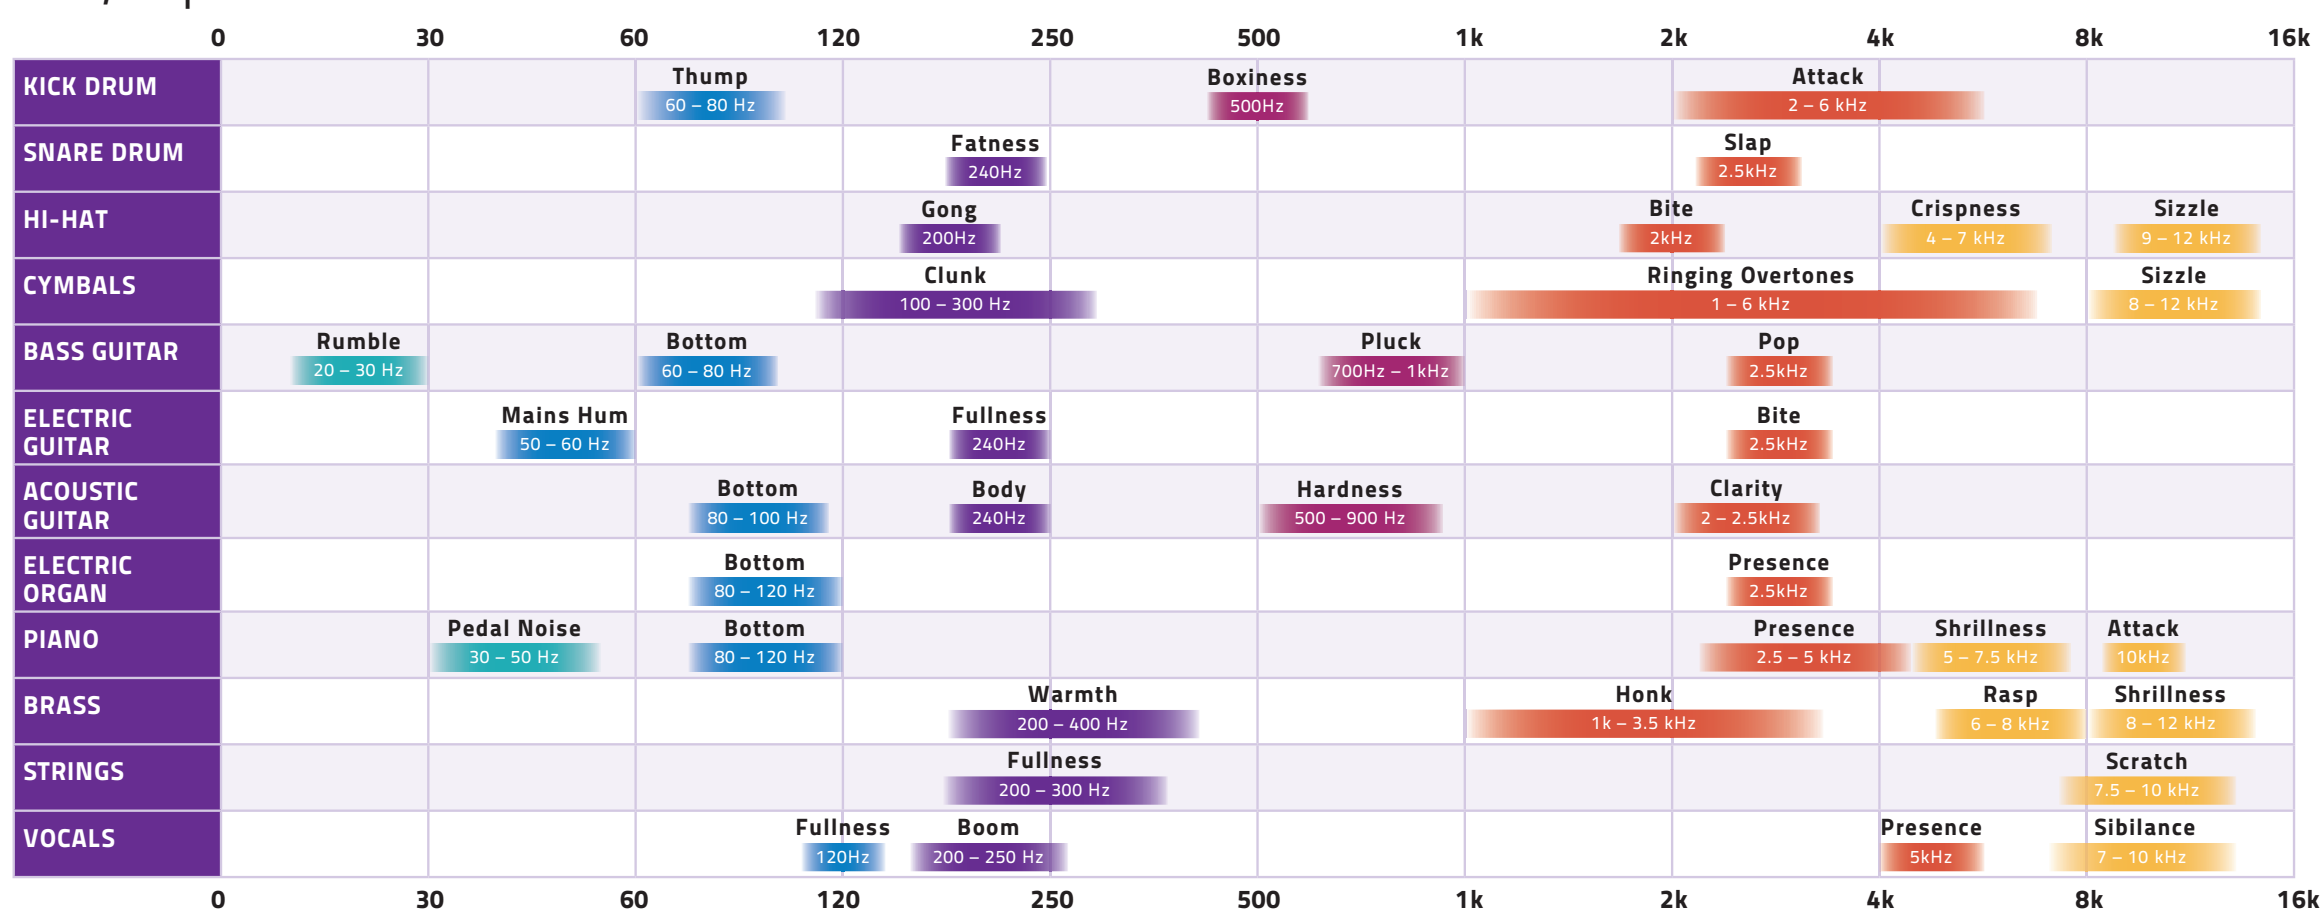 0 30 60 120 250 500 1k 2k 4k 8k 16k
KICK DRUM
Thump Boxiness Attack
60 – 80 Hz 500Hz 2 – 6 kHz
SNARE DRUM
Fatness Slap
240Hz 2.5kHz
HI-HAT
Gong Bite Crispness Sizzle
200Hz 2kHz 4 – 7 kHz 9 – 12 kHz
CYMBALS
Clunk Ringing Overtones Sizzle
100 – 300 Hz 1 – 6 kHz 8 – 12 kHz
BASS GUITAR
Rumble Bottom Pluck Pop
20 – 30 Hz 60 – 80 Hz 700Hz – 1kHz 2.5kHz
ELECTRIC
GUITAR
Mains Hum Fullness Bite
50 – 60 Hz 240Hz 2.5kHz
ACOUSTIC
GUITAR
Bottom Body Hardness Clarity
80 – 100 Hz 240Hz 500 – 900 Hz 2 – 2.5kHz
ELECTRIC
ORGAN
Bottom Presence
80 – 120 Hz 2.5kHz
PIANO
Pedal Noise Bottom Presence Shrillness Attack
30 – 50 Hz 80 – 120 Hz 2.5 – 5 kHz 5 – 7.5 kHz 10kHz
BRASS
Warmth Honk Rasp Shrillness
200 – 400 Hz 1k – 3.5 kHz 6 – 8 kHz 8 – 12 kHz
STRINGS
Fullness Scratch
200 – 300 Hz 7.5 – 10 kHz
VOCALS
Fullness Boom Presence Sibilance
120Hz 200 – 250 Hz 5kHz 7 – 10 kHz
0 30 60 120 250 500 1k 2k 4k 8k 16k